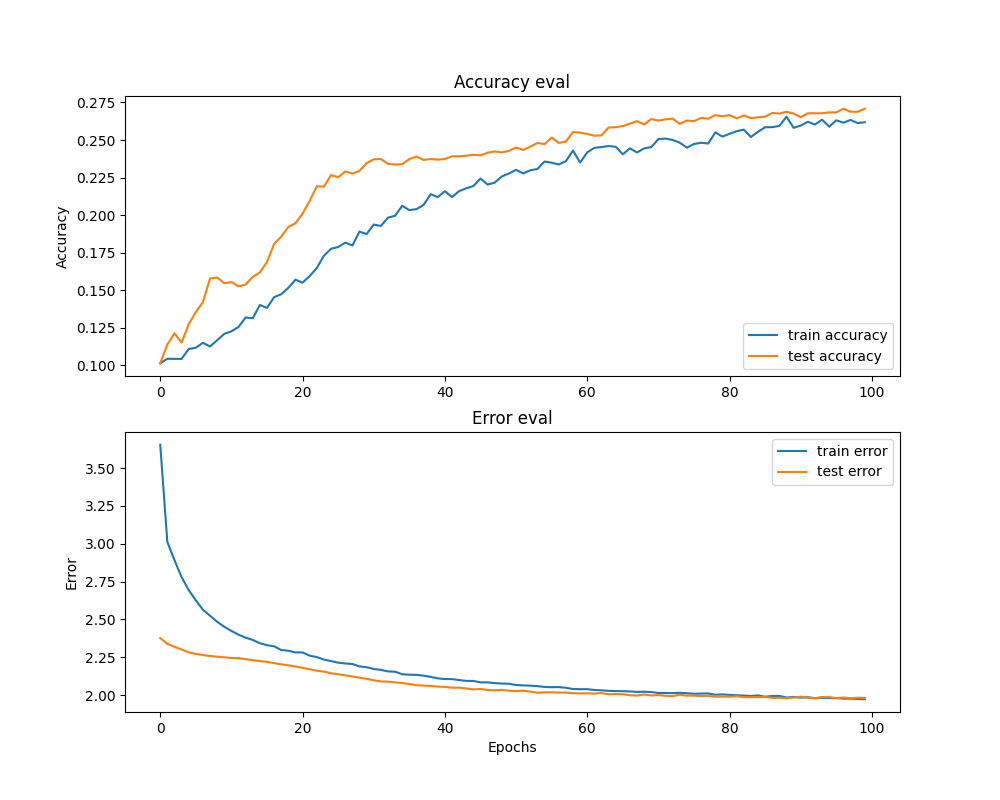 Accuracy eval
0.275
0.250
0.225
0.200
0.175
0.150
0.125
0.100
Accuracy
train accuracy
test accuracy
0 20 40 60 80 100
Error eval
3.50
3.25
3.00
2.75
2.50
2.25
2.00
Error
train error
test error
0 20 40 60 80 100
Epochs